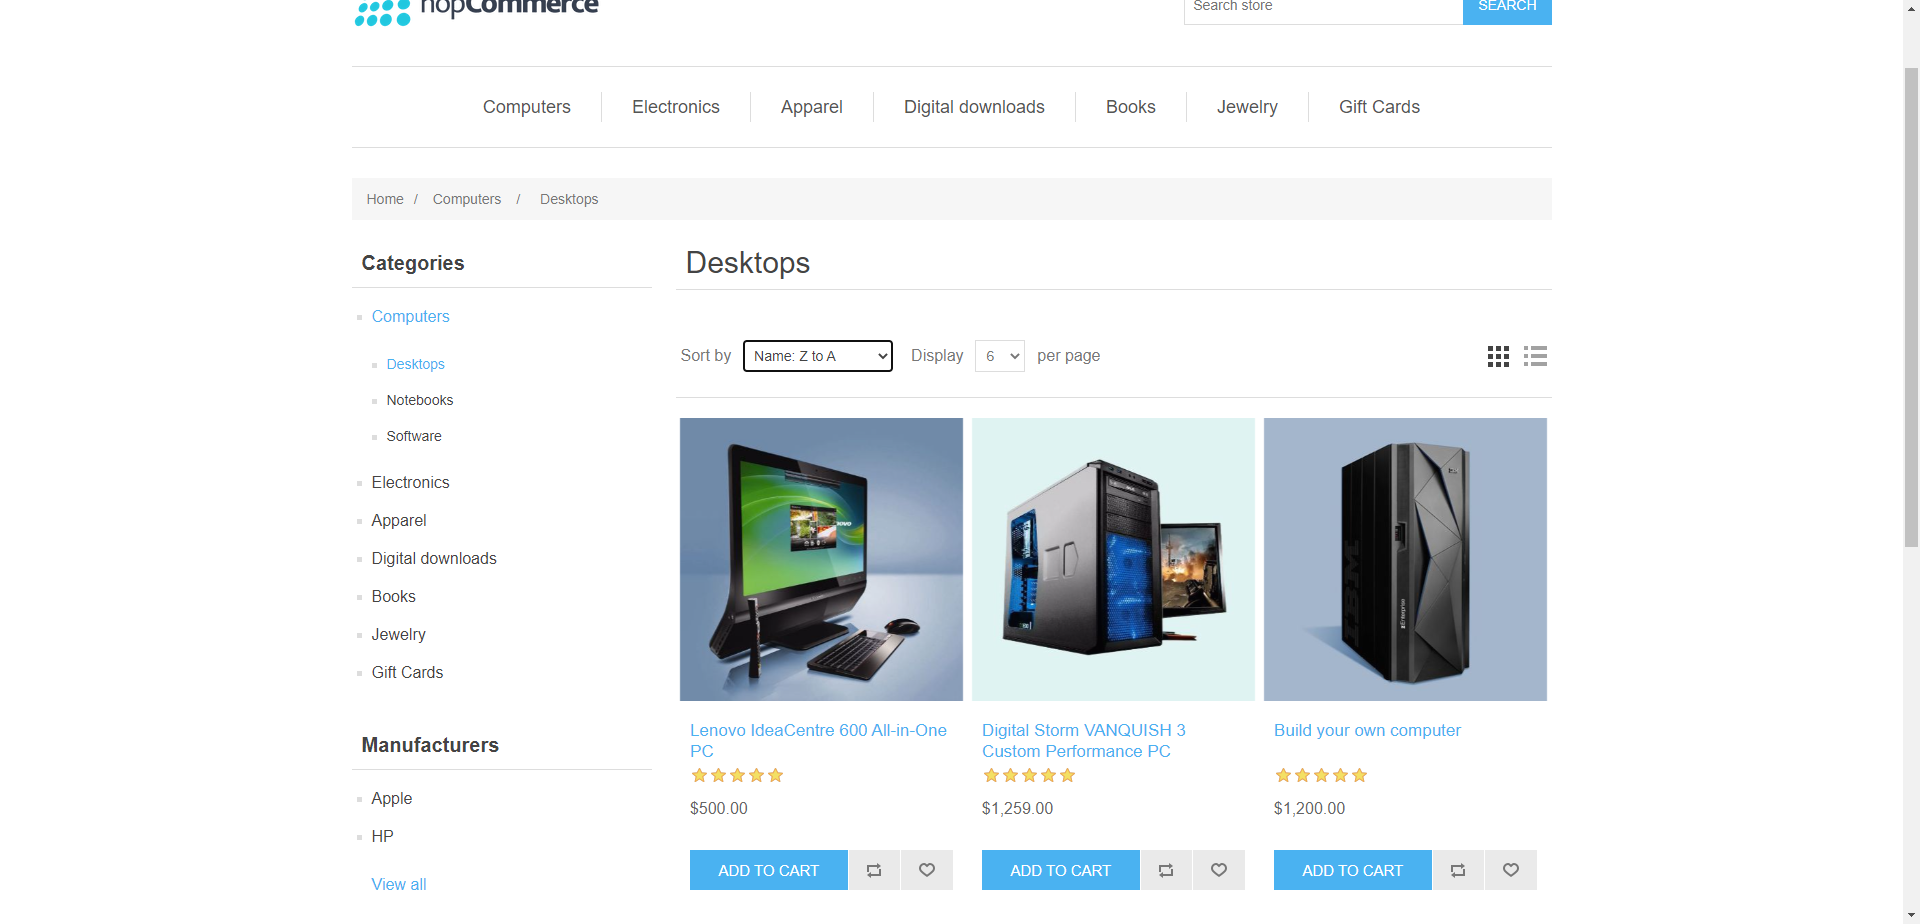 nopCommerce
Search store
SEARCH
Computers
Electronics
Apparel
Digital downloads
Books
Jewelry
Gift Cards
Home / Computers / Desktops
Categories
Computers
Desktops
Notebooks
Software
Electronics
Apparel
Digital downloads
Books
Jewelry
Gift Cards
Manufacturers
Apple
HP
View all
Desktops
Sort by Name: Z to A Display 6 per page
IBM
Enterprise
Lenovo IdeaCentre 600 All-in-One
PC
$500.00
ADD TO CART
Digital Storm VANQUISH 3
Custom Performance PC
$1,259.00
ADD TO CART
Build your own computer
$1,200.00
ADD TO CART